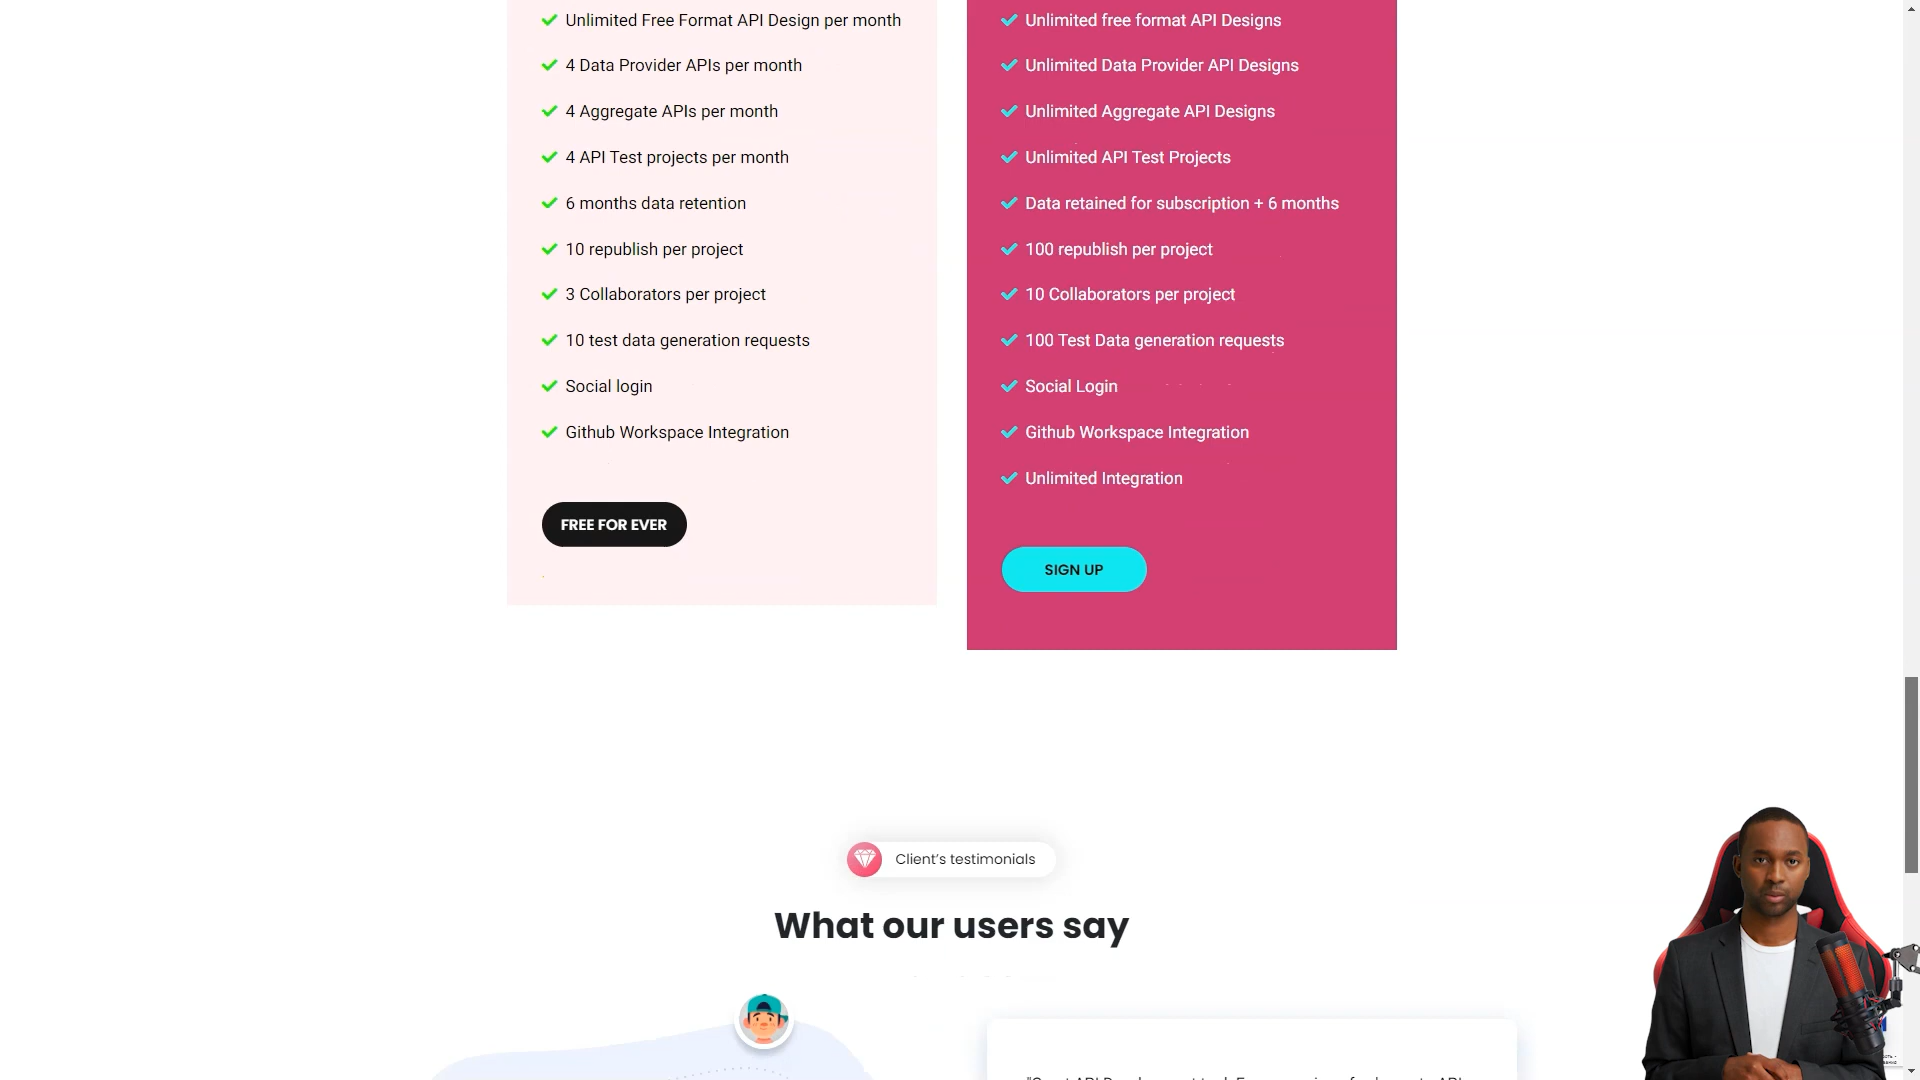 Unlimited Free Format API Design per month
4 Data Provider APIs per month
4 Aggregate APIs per month
4 API Test projects per month
6 months data retention
10 republish per project
3 Collaborators per project
10 test data generation requests
Social login
Github Workspace Integration
FREE FOR EVER
Unlimited free format API Designs
Unlimited Data Provider API Designs
Unlimited Aggregate API Designs
Unlimited API Test Projects
Data retained for subscription + 6 months
100 republish per project
10 Collaborators per project
100 Test Data generation requests
Social Login
Github Workspace Integration
Unlimited Integration
SIGN UP
Client's testimonials
What our users say